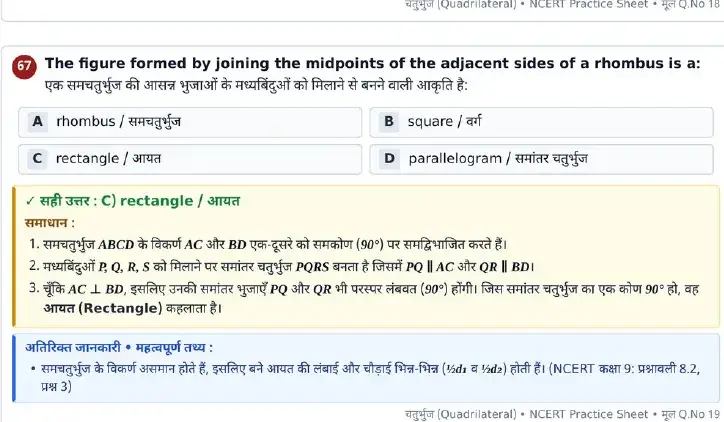 चतुर्भुज (Quadrilateral) • NCERT Practice Sheet • मूल Q.No 18
67 The figure formed by joining the midpoints of the adjacent sides of a rhombus is a:
एक समचतुर्भुज की आसन्न भुजाओं के मध्यबिंदुओं को मिलाने से बनने वाली आकृति है:
A rhombus / समचतुर्भुज
B square / वर्ग
C rectangle / आयत
D parallelogram / समांतर चतुर्भुज
✓ सही उत्तर : C) rectangle / आयत
समाधान :
1. समचतुर्भुज ABCD के विकर्ण AC और BD एक-दूसरे को समकोण (90°) पर समद्विभाजित करते हैं।
2. मध्यबिंदुओं P, Q, R, S को मिलाने पर समांतर चतुर्भुज PQRS बनता है जिसमें PQ ∥ AC और QR ∥ BD।
3. चूँकि AC ⊥ BD, इसलिए उनकी समांतर भुजाएँ PQ और QR भी परस्पर लंबवत (90°) होंगी। जिस समांतर चतुर्भुज का एक कोण 90° हो, वह
आयत (Rectangle) कहलाता है।
अतिरिक्त जानकारी • महत्वपूर्ण तथ्य :
• समचतुर्भुज के विकर्ण असमान होते हैं, इसलिए बने आयत की लंबाई और चौड़ाई भिन्न-भिन्न (½d₁ व ½d₂) होती हैं। (NCERT कक्षा 9: प्रश्नावली 8.2,
प्रश्न 3)
चतुर्भुज (Quadrilateral) • NCERT Practice Sheet • मूल Q.No 19